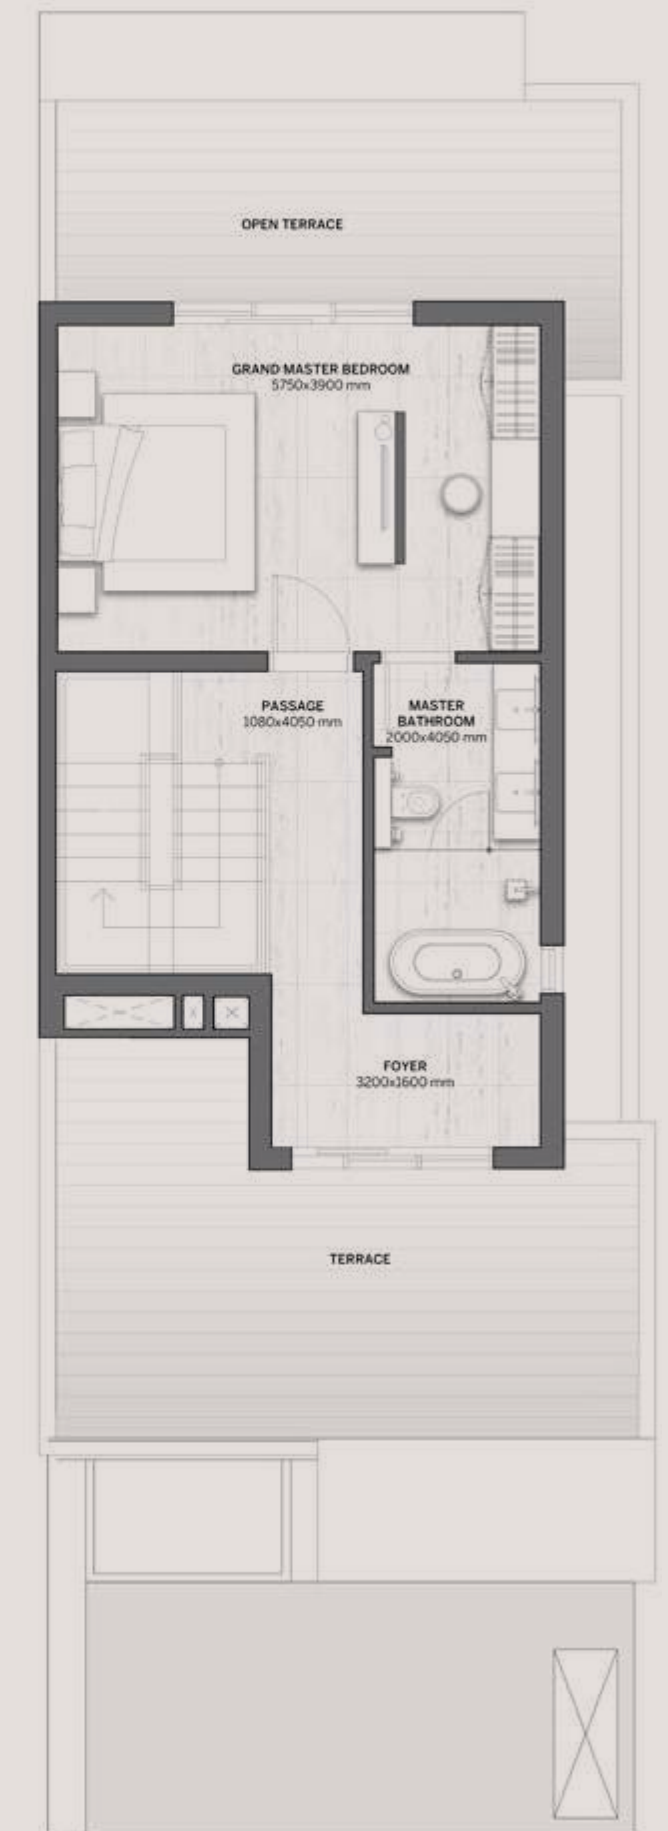 OPEN TERRACE
GRAND MASTER BEDROOM
5750x3900 mm
PASSAGE
1080x4050 mm
MASTER
BATHROOM
2000x4050 mm
FOYER
3200x1600 mm
TERRACE